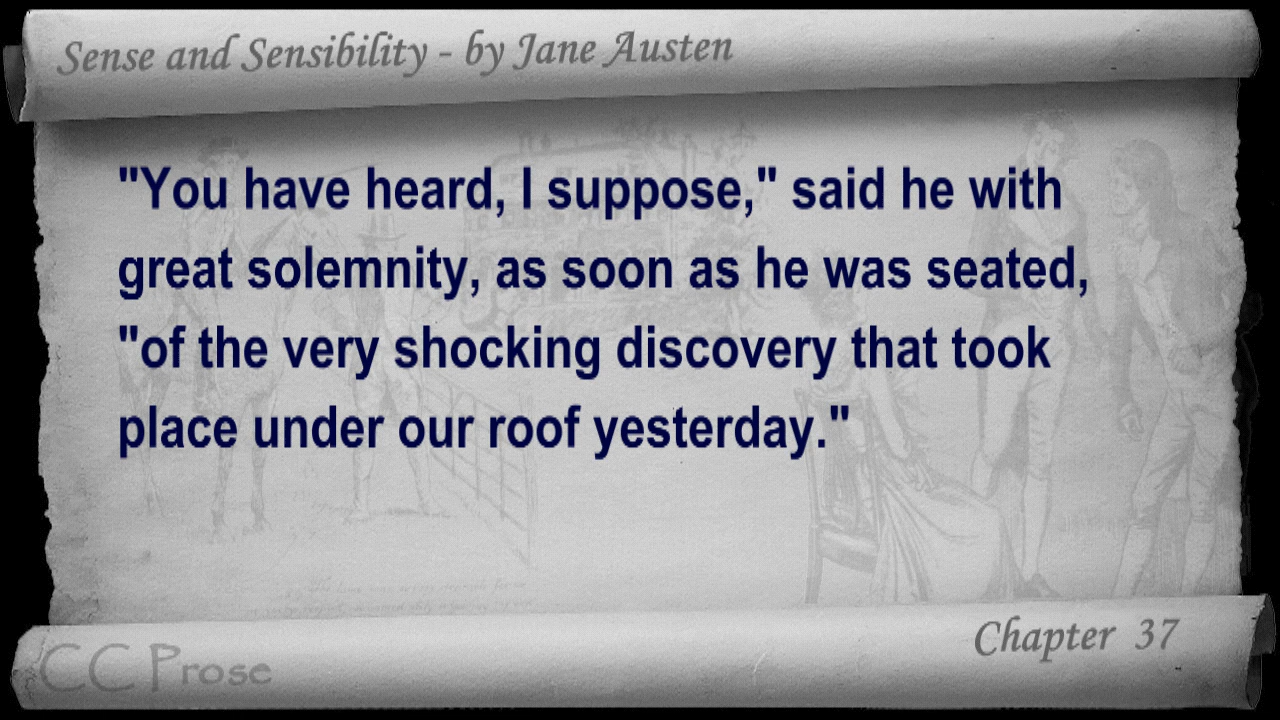 Sense and Sensibility - by Jane Austen
"You have heard, I suppose," said he with
great solemnity, as soon as he was seated,
"of the very shocking discovery that took
place under our roof yesterday."
Chapter 37
CC Prose